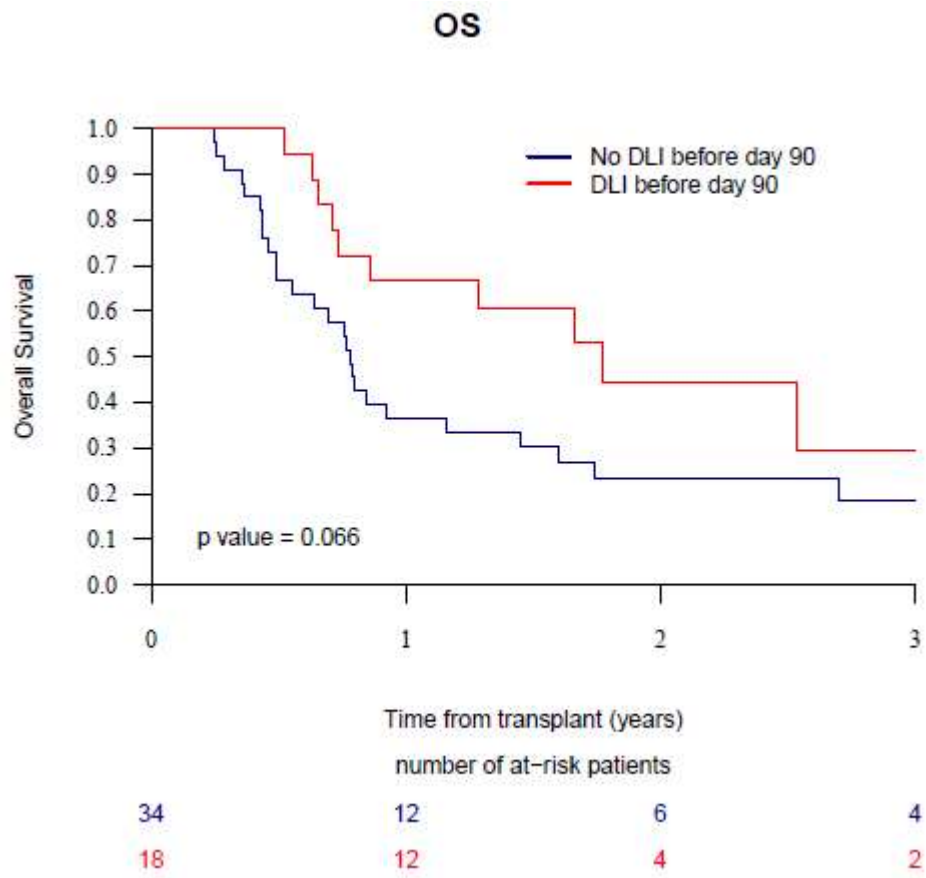 OS
1.0
0.9
0.8
0.7
0.6
0.5
0.4
0.3
0.2
0.1
0.0
Overall Survival
No DLI before day 90
DLI before day 90
p value = 0.066
0 1 2 3
Time from transplant (years)
number of at−risk patients
34 12 6 4
18 12 4 2